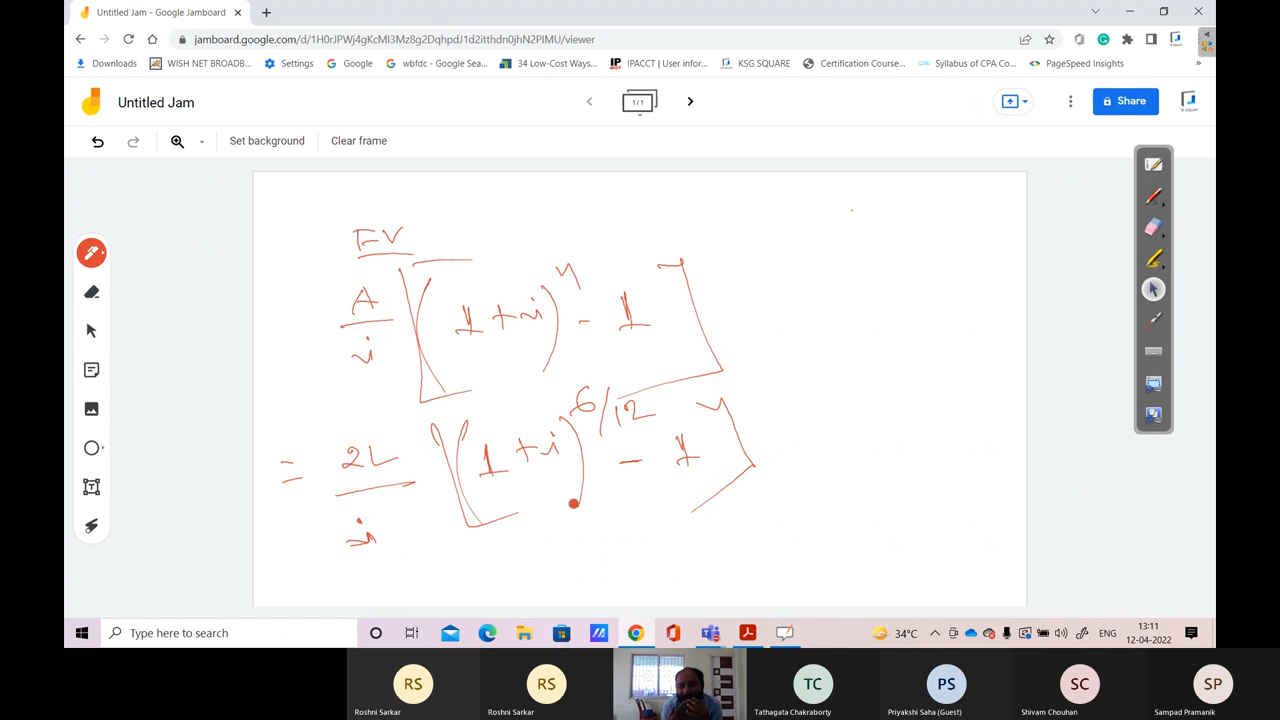 Untitled Jam - Google Jamboard
jamboard.google.com/d/1H0rJPWj4gKcMI3Mz8g2DqhpdJ1d2itthdn0jhN2PIMU/viewer
Downloads WISH NET BROADB... Settings Google wbfdc - Google Sea... 34 Low-Cost Ways... IPACCT | User infor... KSG SQUARE Certification Course... Syllabus of CPA Co... PageSpeed Insights »
Untitled Jam 1/1 Share
Set background Clear frame
FV
A/i [(1+i)^n - 1]
= 2L/i [(1+i)^6/12 - 1]
Type here to search 34°C ENG 13:11
12-04-2022
RS RS TC PS SC SP
Roshni Sarkar Roshni Sarkar Tathagata Chakraborty Priyakshi Saha (Guest) Shivam Chouhan Sampad Pramanik